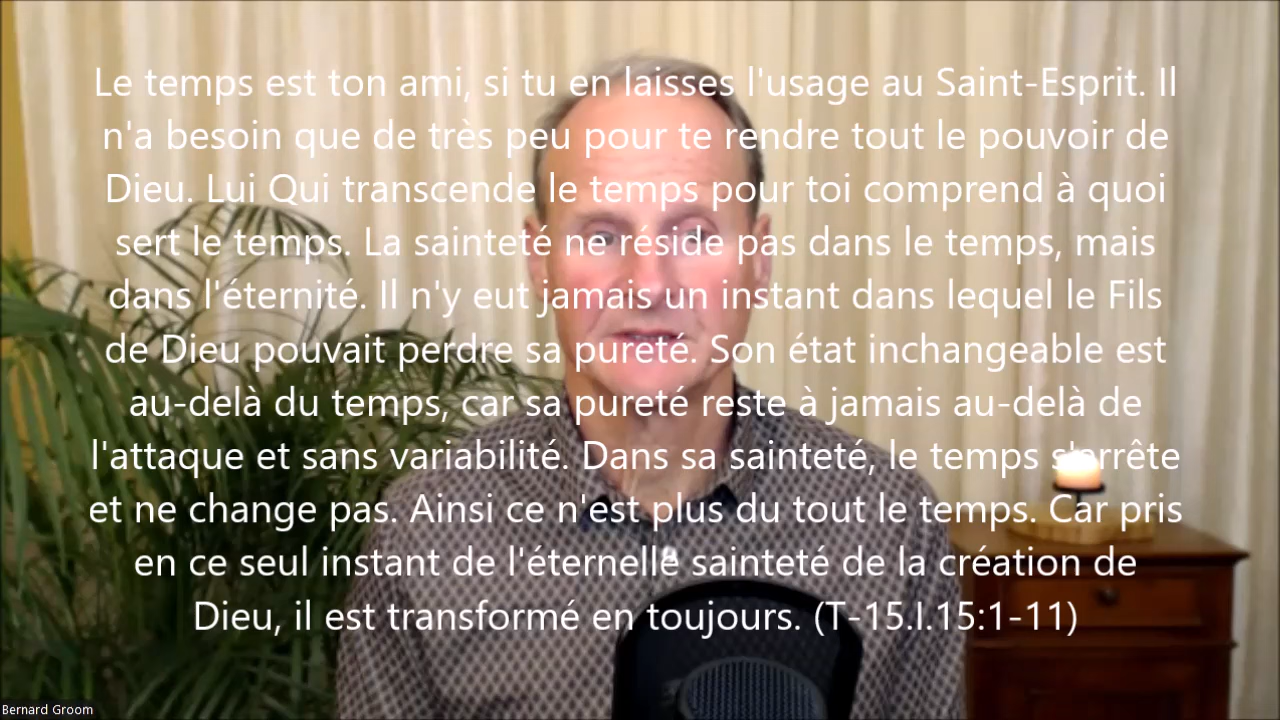 Le temps est ton ami, si tu en laisses l'usage au Saint-Esprit. Il
n'a besoin que de très peu pour te rendre tout le pouvoir de
Dieu. Lui Qui transcende le temps pour toi comprend à quoi
sert le temps. La sainteté ne réside pas dans le temps, mais
dans l'éternité. Il n'y eut jamais un instant dans lequel le Fils
de Dieu pouvait perdre sa pureté. Son état inchangeable est
au-delà du temps, car sa pureté reste à jamais au-delà de
l'attaque et sans variabilité. Dans sa sainteté, le temps s'arrête
et ne change pas. Ainsi ce n'est plus du tout le temps. Car pris
en ce seul instant de l'éternelle sainteté de la création de
Dieu, il est transformé en toujours. (T-15.I.15:1-11)
Bernard Groom